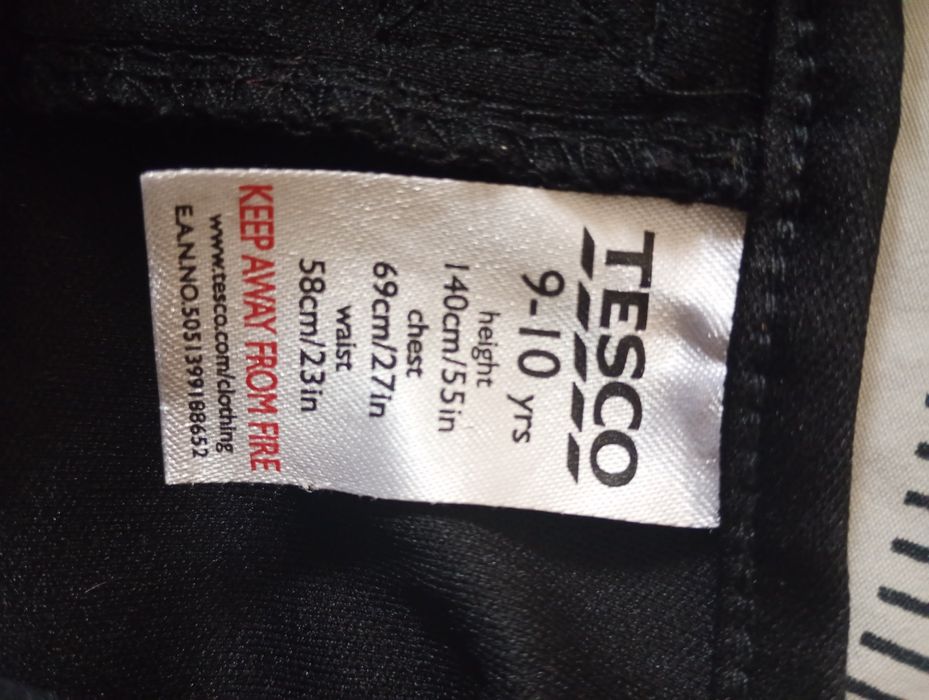 TESCO
9-10 yrs
height
140cm/55in
chest
69cm/27in
waist
58cm/23in
KEEP AWAY FROM FIRE
www.tesco.com/clothing
E.A.N.NO.5051399188652